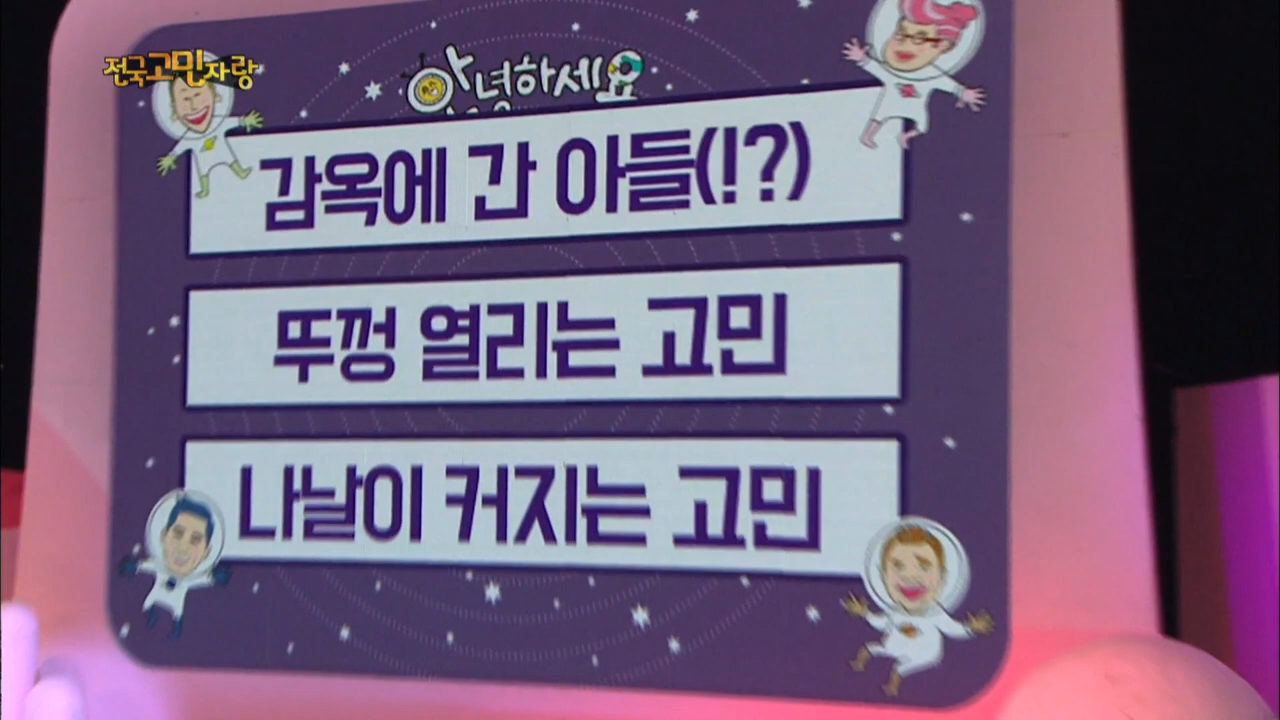 전국고민자랑
안녕하세요
감옥에 간 아들(!?)
뚜껑 열리는 고민
나날이 커지는 고민